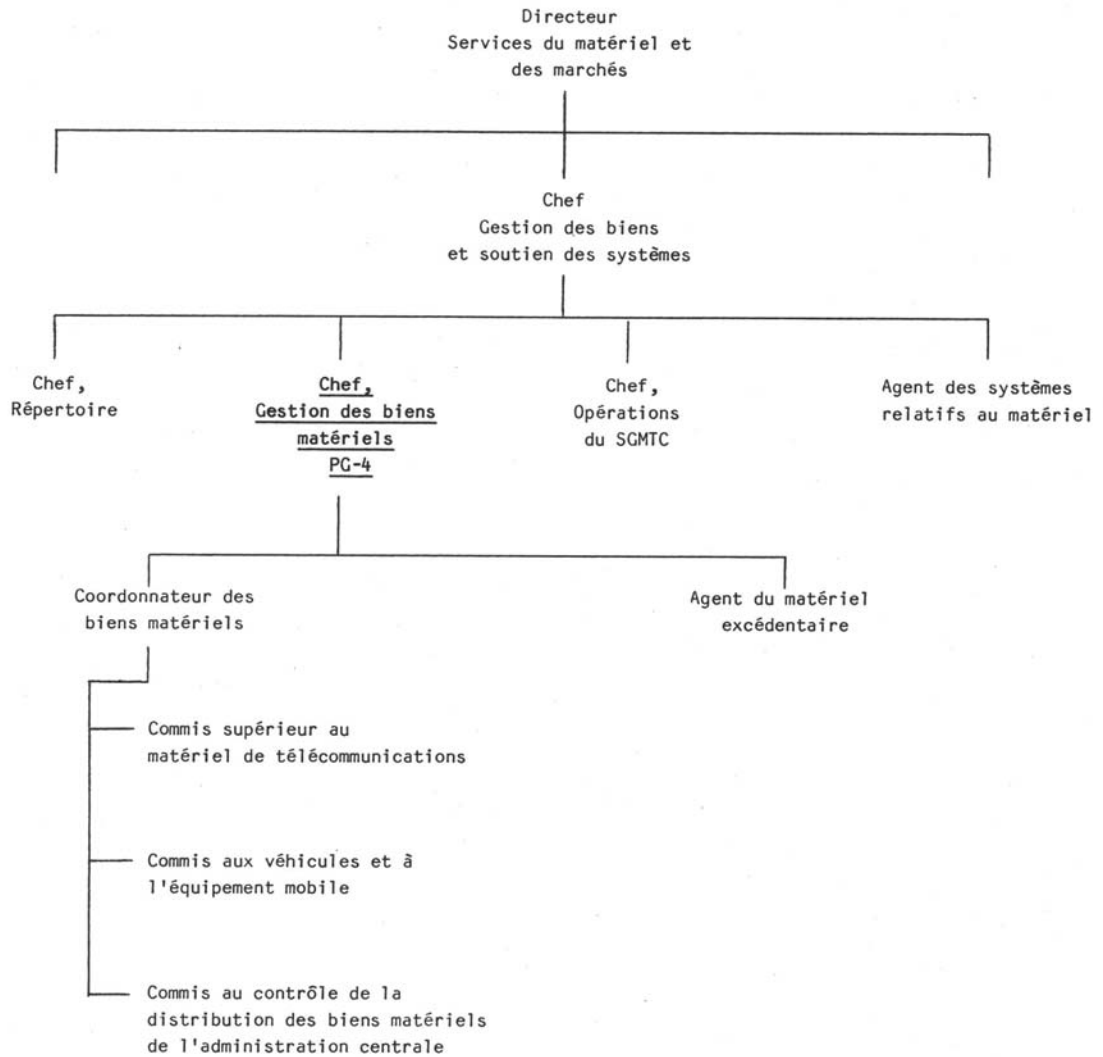 Directeur
Services du matériel et
des marchés
Chef
Gestion des biens
et soutien des systèmes
Chef,
Répertoire
Chef,
Gestion des biens
matériels
PG-4
Chef,
Opérations
du SGMTC
Agent des systèmes
relatifs au matériel
Coordonnateur des
biens matériels
Agent du matériel
excédentaire
Commis supérieur au
matériel de télécommunications
Commis aux véhicules et à
l'équipement mobile
Commis au contrôle de la
distribution des biens matériels
de l'administration centrale